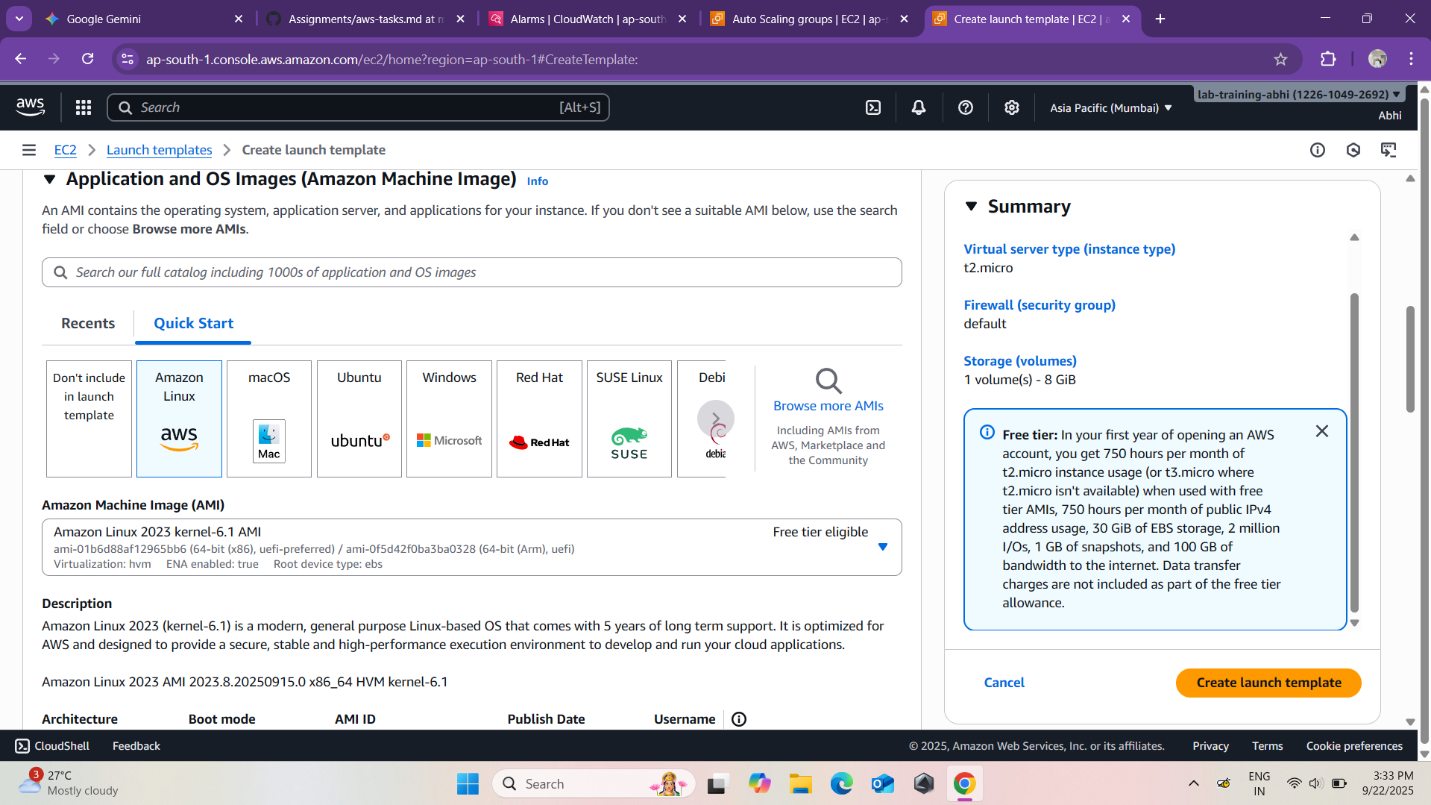 Google Gemini
Assignments/aws-tasks.md at m
Alarms | CloudWatch | ap-south
Auto Scaling groups | EC2 | ap-s
Create launch template | EC2 | a
ap-south-1.console.aws.amazon.com/ec2/home?region=ap-south-1#CreateTemplate:
aws
Search
[Alt+S]
Asia Pacific (Mumbai)
lab-training-abhi (1226-1049-2692)
Abhi
EC2
Launch templates
Create launch template
Application and OS Images (Amazon Machine Image) Info
An AMI contains the operating system, application server, and applications for your instance. If you don't see a suitable AMI below, use the search
field or choose Browse more AMIs.
Search our full catalog including 1000s of application and OS images
Recents
Quick Start
Don't include
in launch
template
Amazon
Linux
aws
macOS
Mac
Ubuntu
ubuntu
Windows
Microsoft
Red Hat
Red Hat
SUSE Linux
SUSE
Debi
debia
Browse more AMIs
Including AMIs from
AWS, Marketplace and
the Community
Amazon Machine Image (AMI)
Amazon Linux 2023 kernel-6.1 AMI
Free tier eligible
ami-01b6d88af12965bb6 (64-bit (x86), uefi-preferred) / ami-0f5d42f0ba3ba0328 (64-bit (Arm), uefi)
Virtualization: hvm ENA enabled: true Root device type: ebs
Description
Amazon Linux 2023 (kernel-6.1) is a modern, general purpose Linux-based OS that comes with 5 years of long term support. It is optimized for
AWS and designed to provide a secure, stable and high-performance execution environment to develop and run your cloud applications.
Amazon Linux 2023 AMI 2023.8.20250915.0 x86_64 HVM kernel-6.1
Architecture Boot mode AMI ID Publish Date Username
Summary
Virtual server type (instance type)
t2.micro
Firewall (security group)
default
Storage (volumes)
1 volume(s) - 8 GiB
Free tier: In your first year of opening an AWS
account, you get 750 hours per month of
t2.micro instance usage (or t3.micro where
t2.micro isn't available) when used with free
tier AMIs, 750 hours per month of public IPv4
address usage, 30 GiB of EBS storage, 2 million
I/Os, 1 GB of snapshots, and 100 GB of
bandwidth to the internet. Data transfer
charges are not included as part of the free tier
allowance.
Cancel
Create launch template
CloudShell
Feedback
© 2025, Amazon Web Services, Inc. or its affiliates.
Privacy
Terms
Cookie preferences
3
27°C
Mostly cloudy
Search
ENG
IN
3:33 PM
9/22/2025